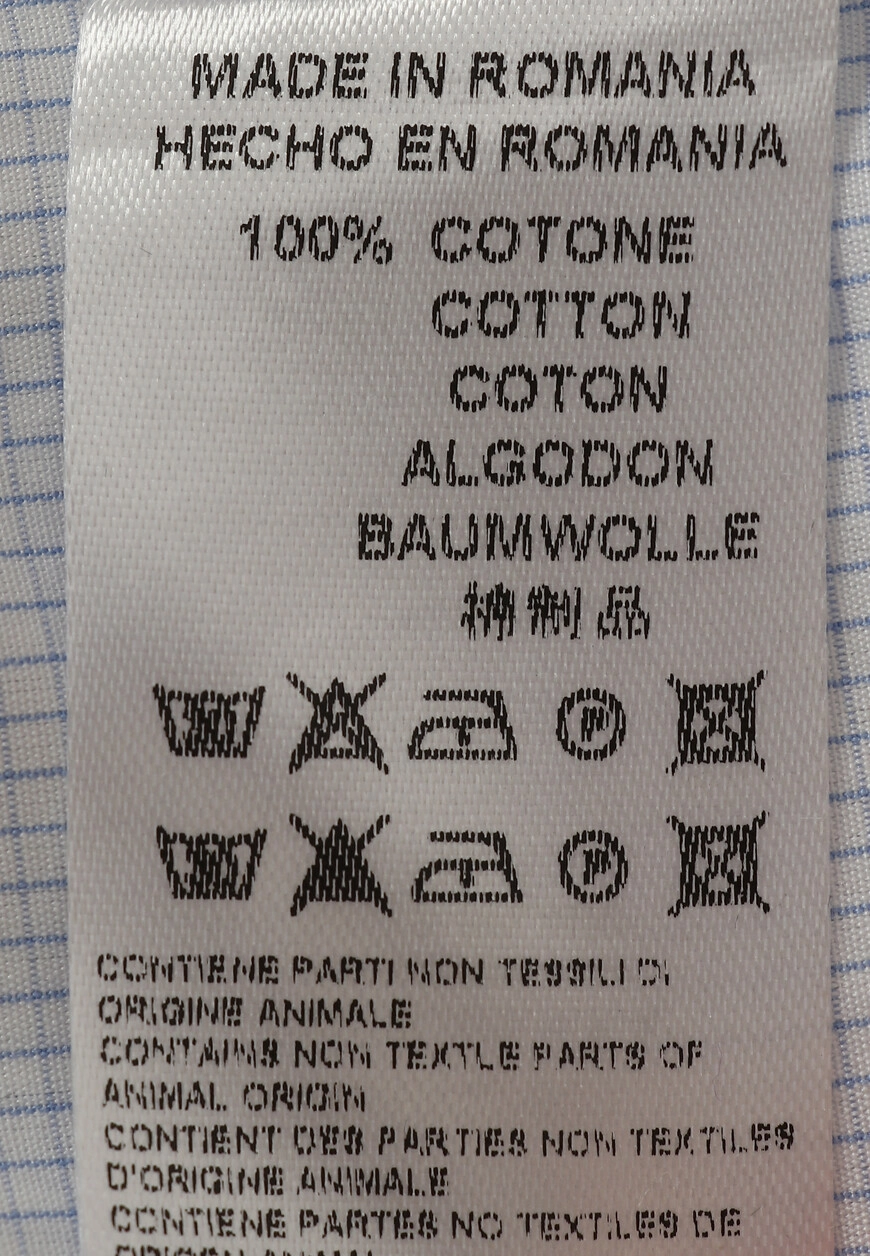 MADE IN ROMANIA
HECHO EN ROMANIA
100% COTONE
COTTON
COTON
ALGODON
BAUMWOLLE
CONTIENE PARTI NON TESSILI DI
ORIGINE ANIMALE
CONTAINS NON TEXTLE PARTS OF
ANIMAL ORIGIN
CONTIENT DES PARTIES NON TEXTILES
D'ORIGINE ANIMALE
CONTIENE PARTES NO TEXTILES DE